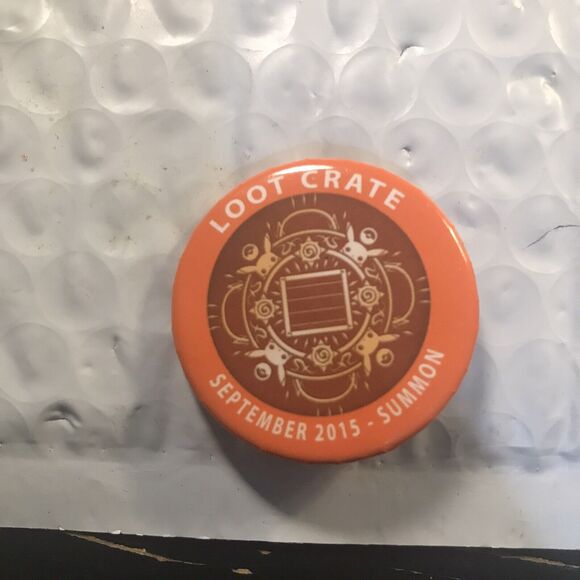 LOOT CRATE
SEPTEMBER 2015 - SUMMON